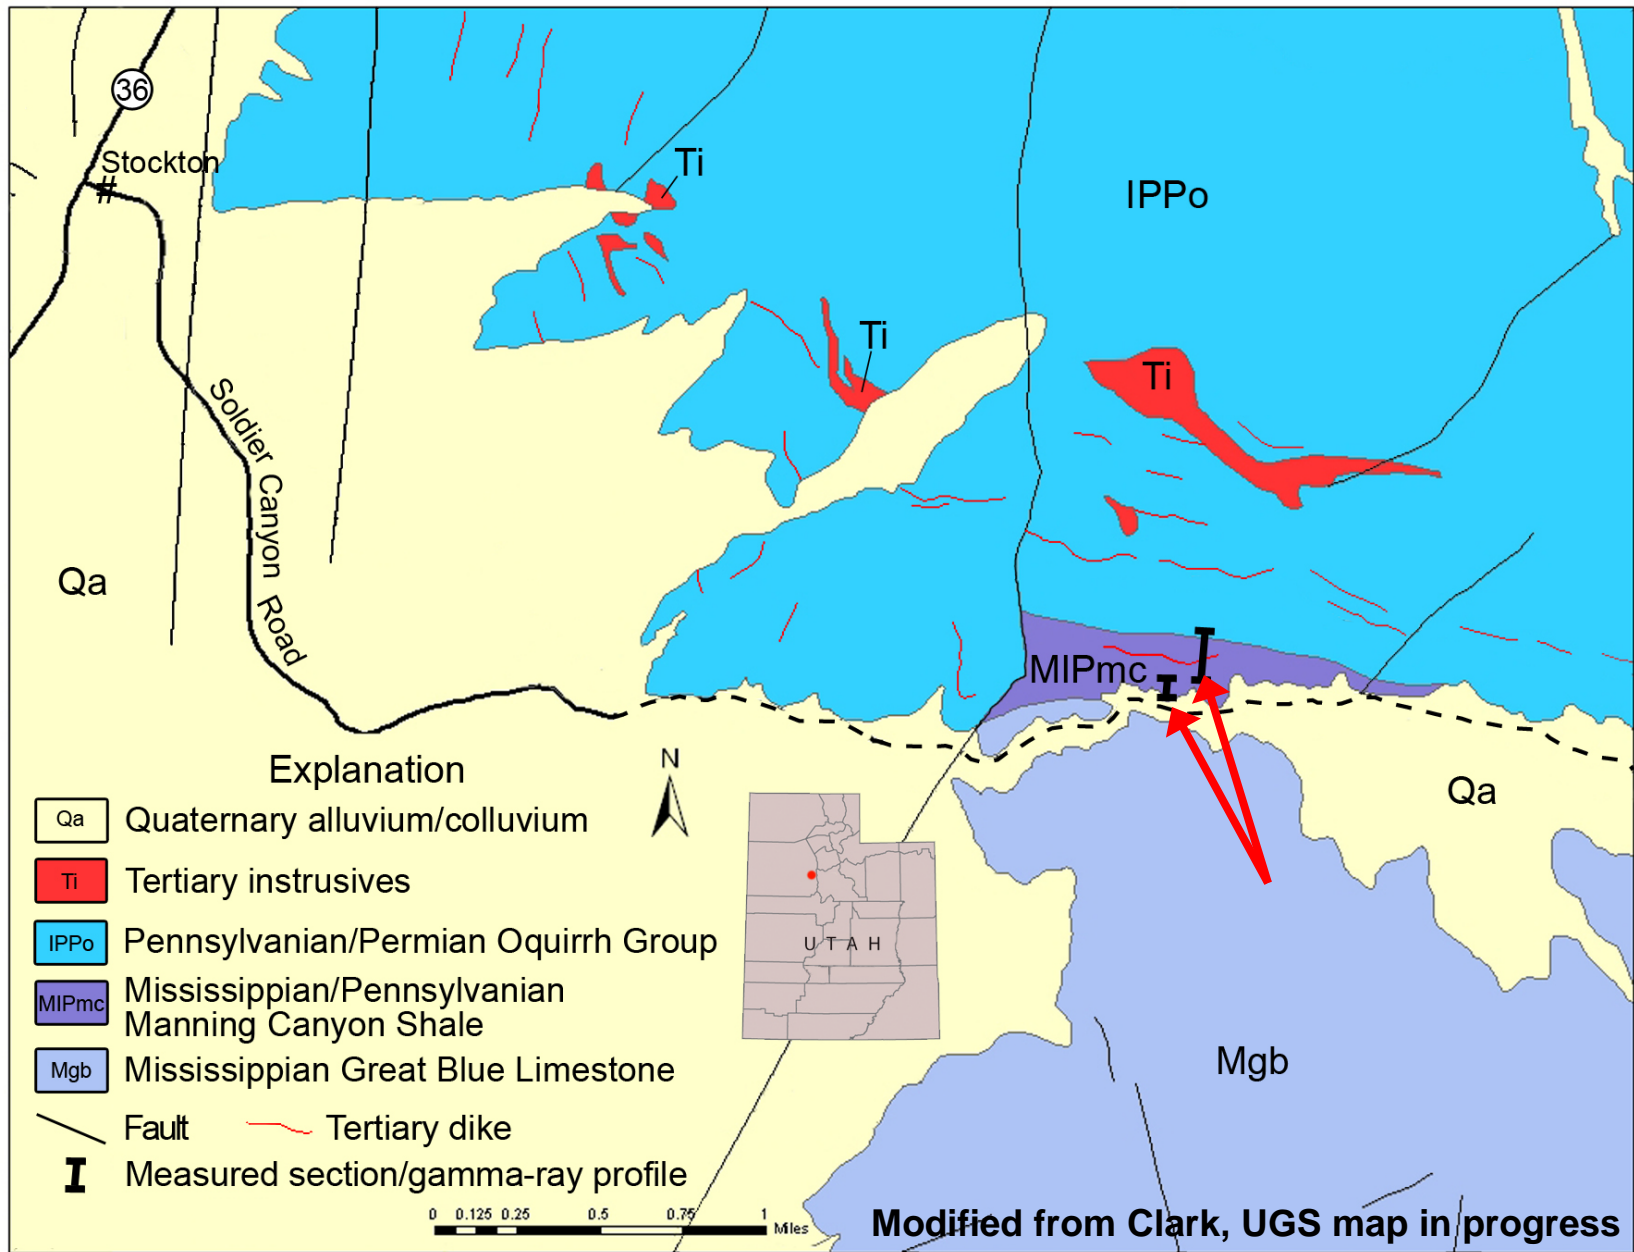 36
Stockton
#
Ti
IPPo
Ti
Ti
Soldier Canyon Road
Qa
MIPmc
Qa
Mgb
N
UTAH
Explanation
Qa Quaternary alluvium/colluvium
Ti Tertiary instrusives
IPPo Pennsylvanian/Permian Oquirrh Group
MIPmc Mississippian/Pennsylvanian
Manning Canyon Shale
Mgb Mississippian Great Blue Limestone
Fault Tertiary dike
Measured section/gamma-ray profile
0 0.125 0.25 0.5 0.75 1
Miles
Modified from Clark, UGS map in progress